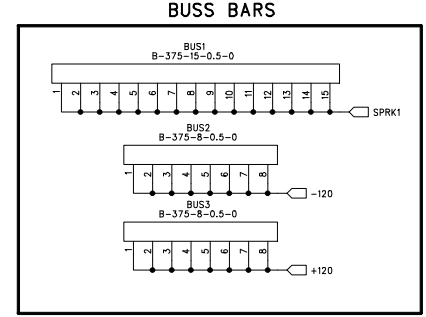 BUSS BARS
BUS1
B-375-15-0.5-0
1 2 3 4 5 6 7 8 9 10 11 12 13 14 15
SPRK1
BUS2
B-375-8-0.5-0
1 2 3 4 5 6 7 8
-120
BUS3
B-375-8-0.5-0
1 2 3 4 5 6 7 8
+120